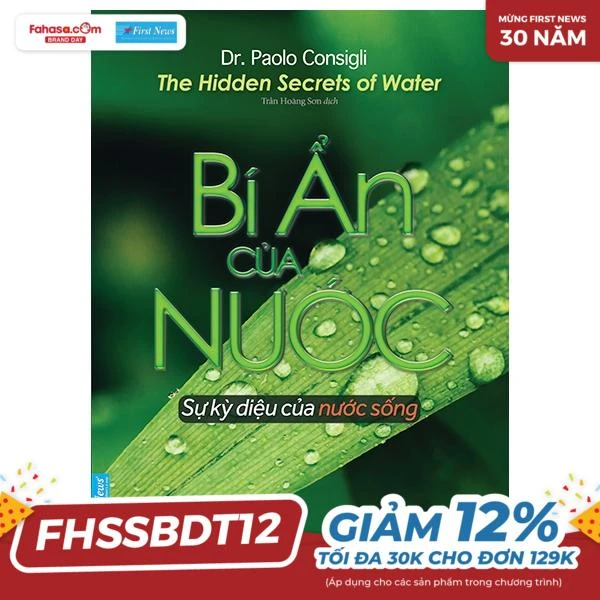 Fahasa.com
BRAND DAY
First News
MỪNG FIRST NEWS
30 NĂM
Dr. Paolo Consigli
The Hidden Secrets of Water
Trần Hoàng Sơn dịch
Bí Ẩn
CỦA
NƯỚC
Sự kỳ diệu của nước sống
News
FHSSBDT12
GIẢM 12%
TỐI ĐA 30K CHO ĐƠN 129K
(Áp dụng cho các sản phẩm trong chương trình)